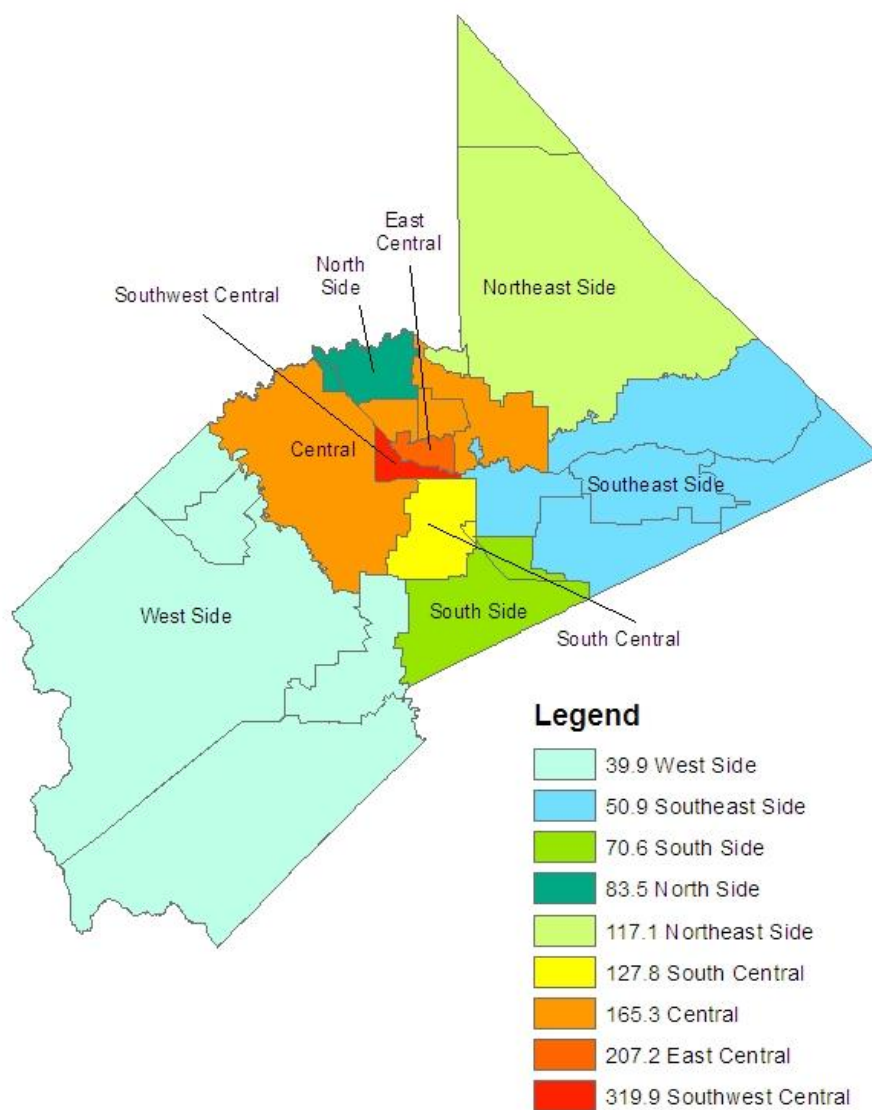 East
Central
North
Side
Southwest Central
Northeast Side
Central
Southeast Side
West Side
South Side
South Central
Legend
39.9 West Side
50.9 Southeast Side
70.6 South Side
83.5 North Side
117.1 Northeast Side
127.8 South Central
165.3 Central
207.2 East Central
319.9 Southwest Central